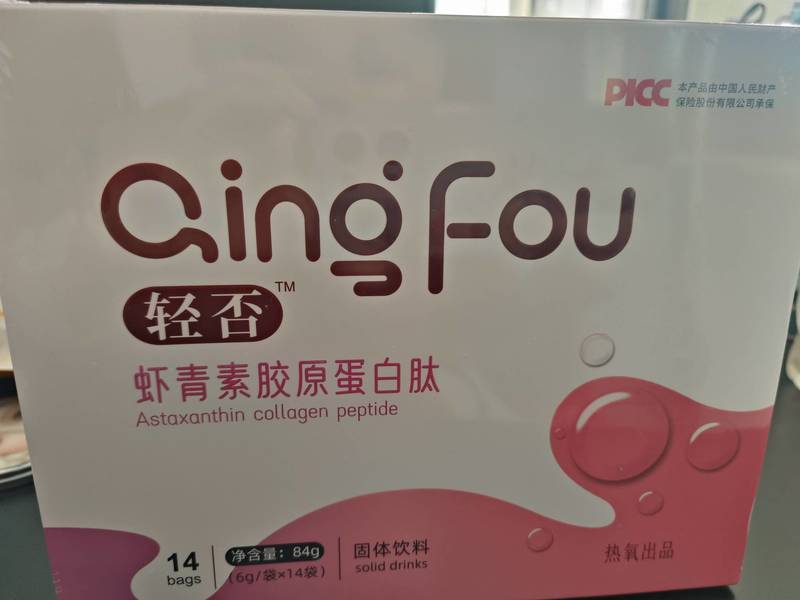 PICC 本产品由中国人民财产
保险股份有限公司承保
Qing Fou
轻否™
虾青素胶原蛋白肽
Astaxanthin collagen peptide
14
bags
净含量：84g
(6g/袋×14袋)
固体饮料
solid drinks
热氧出品